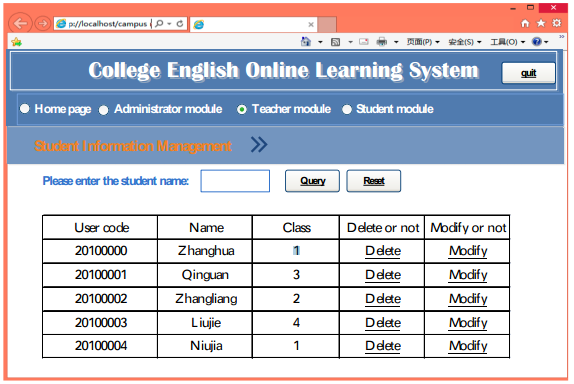 p://localhost/campus (
页面(P) 安全(S) 工具(O)
College English Online Learning System
quit
Home page Administrator module Teacher module Student module
Student Information Management
Please enter the student name: Query Reset
User code Name Class Delete or not Modify or not
20100000 Zhanghua 1 Delete Modify
20100001 Qinguan 3 Delete Modify
20100002 Zhangliang 2 Delete Modify
20100003 Liujie 4 Delete Modify
20100004 Niujia 1 Delete Modify